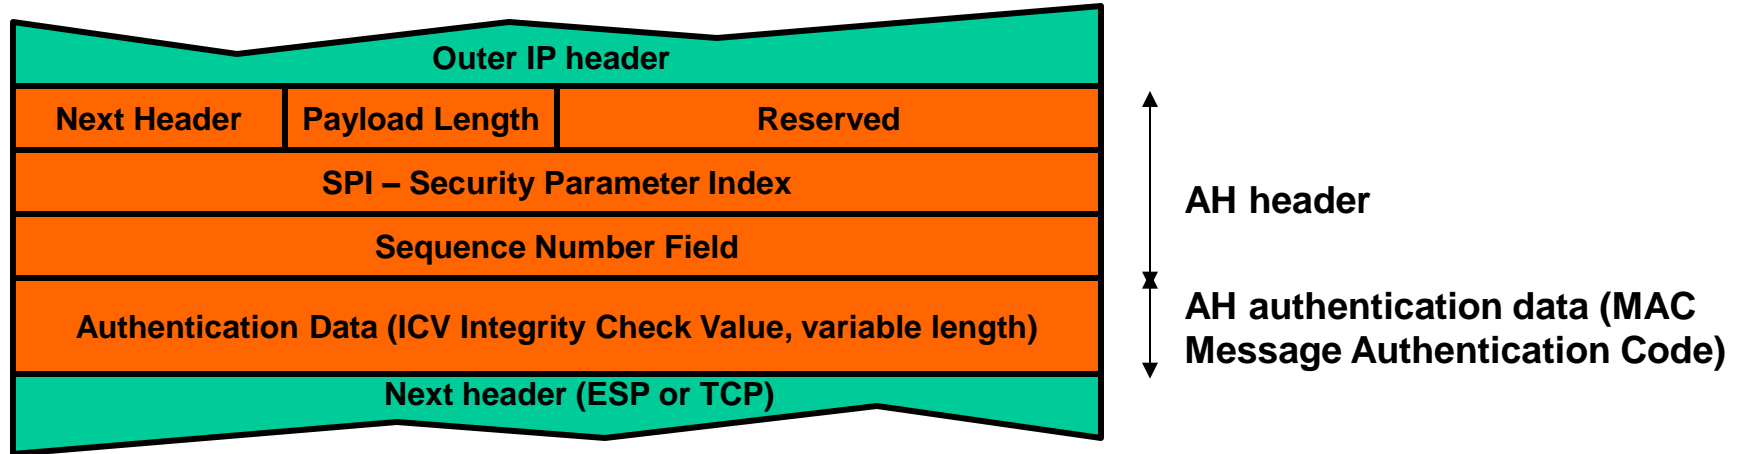 Outer IP header
Next Header
Payload Length
Reserved
SPI – Security Parameter Index
AH header
Sequence Number Field
Authentication Data (ICV Integrity Check Value, variable length)
AH authentication data (MAC
Message Authentication Code)
Next header (ESP or TCP)